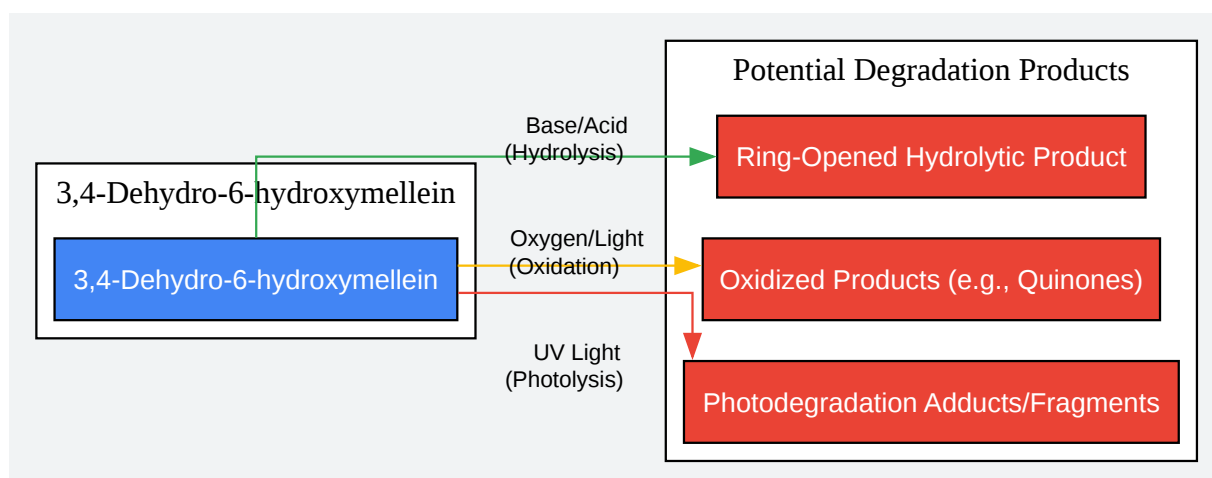 Potential Degradation Products
Base/Acid
(Hydrolysis)
Ring-Opened Hydrolytic Product
3,4-Dehydro-6-hydroxymellein
3,4-Dehydro-6-hydroxymellein
Oxygen/Light
(Oxidation)
Oxidized Products (e.g., Quinones)
UV Light
(Photolysis)
Photodegradation Adducts/Fragments